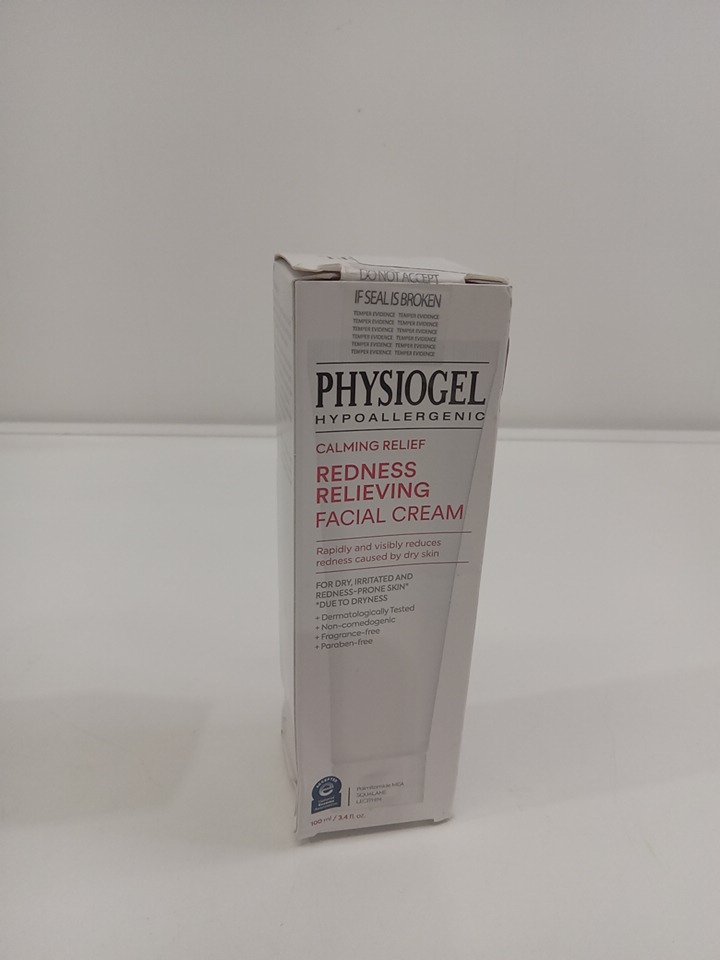 DO NOT ACCEPT
IF SEAL IS BROKEN
TEMPER EVIDENCE TEMPER EVIDENCE
TEMPER EVIDENCE TEMPER EVIDENCE
TEMPER EVIDENCE TEMPER EVIDENCE
TEMPER EVIDENCE TEMPER EVIDENCE
TEMPER EVIDENCE TEMPER EVIDENCE
TEMPER EVIDENCE TEMPER EVIDENCE
PHYSIOGEL
HYPOALLERGENIC
CALMING RELIEF
REDNESS
RELIEVING
FACIAL CREAM
Rapidly and visibly reduces
redness caused by dry skin
FOR DRY, IRRITATED AND
REDNESS-PRONE SKIN*
*DUE TO DRYNESS
+ Dermatologically Tested
+ Non-comedogenic
+ Fragrance-free
+ Paraben-free
Palmitamide MEA
SQUALANE
LECITHIN
100 ml / 3.4 fl. oz.